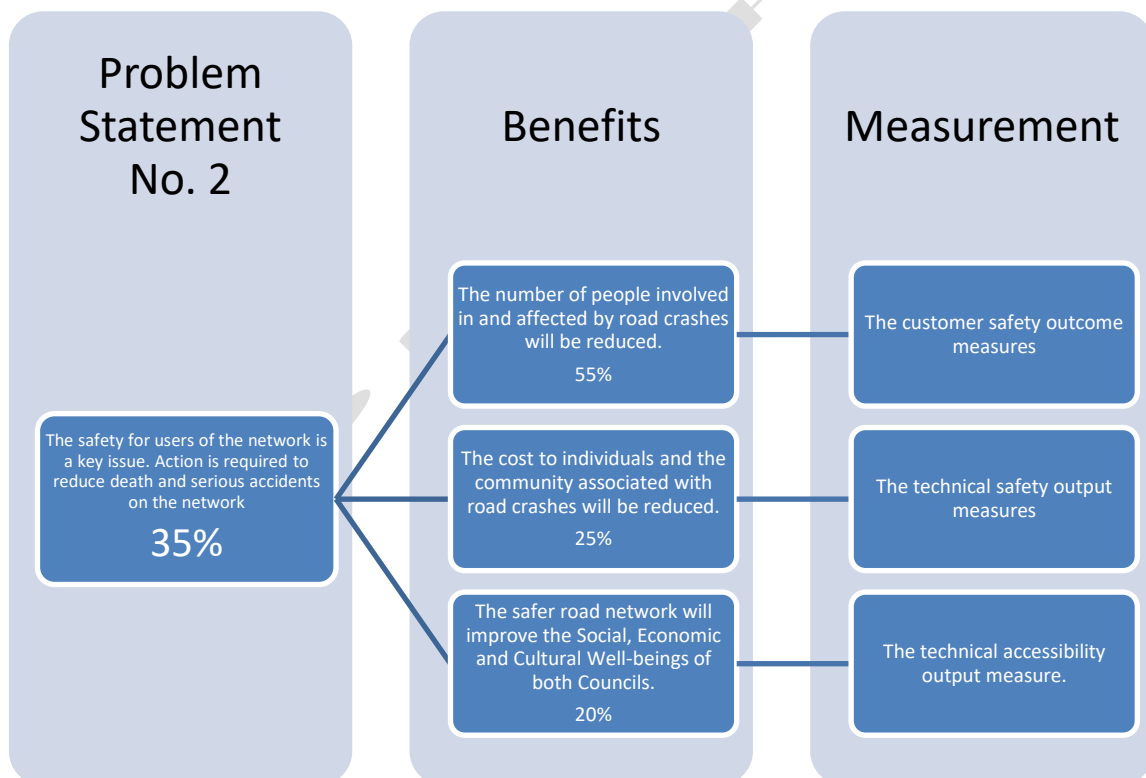 Problem
Statement
No. 2
Benefits
Measurement
The safety for users of the network is
a key issue. Action is required to
reduce death and serious accidents
on the network
35%
The number of people involved
in and affected by road crashes
will be reduced.
55%
The cost to individuals and the
community associated with
road crashes will be reduced.
25%
The safer road network will
improve the Social, Economic
and Cultural Well-beings of
both Councils.
20%
The customer safety outcome
measures
The technical safety output
measures
The technical accessibility
output measure.